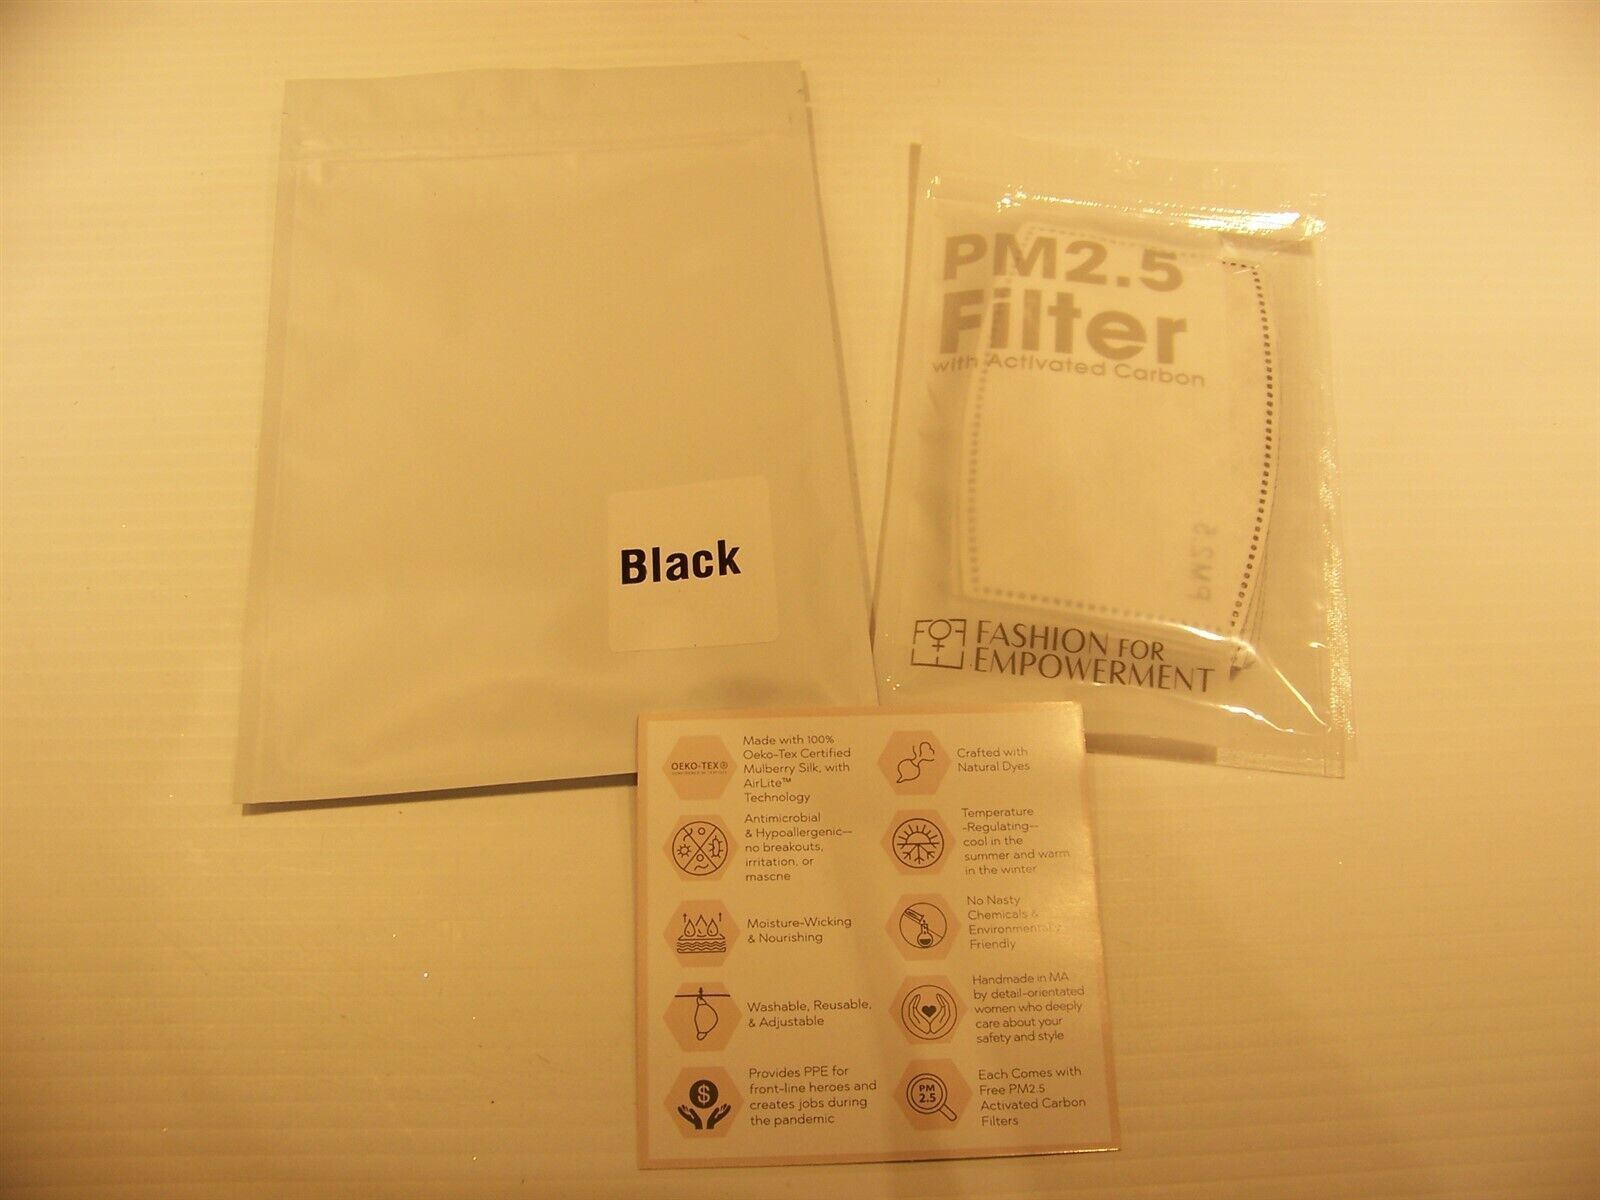 Black
PM2.5
Filter
with Activated Carbon
PM2.5
FASHION FOR
EMPOWERMENT
OEKO-TEX®
Made with 100%
Oeko-Tex Certified
Mulberry Silk, with
AirLite™
Technology
Antimicrobial
& Hypoallergenic--
no breakouts,
irritation, or
mascne
Moisture-Wicking
& Nourishing
Washable, Reusable,
& Adjustable
$
Provides PPE for
front-line heroes and
creates jobs during
the pandemic
Crafted with
Natural Dyes
Temperature
-Regulating--
cool in the
summer and warm
in the winter
No Nasty
Chemicals &
Environmentally
Friendly
Handmade in MA
by detail-orientated
women who deeply
care about your
safety and style
PM
2.5
Each Comes with
Free PM2.5
Activated Carbon
Filters